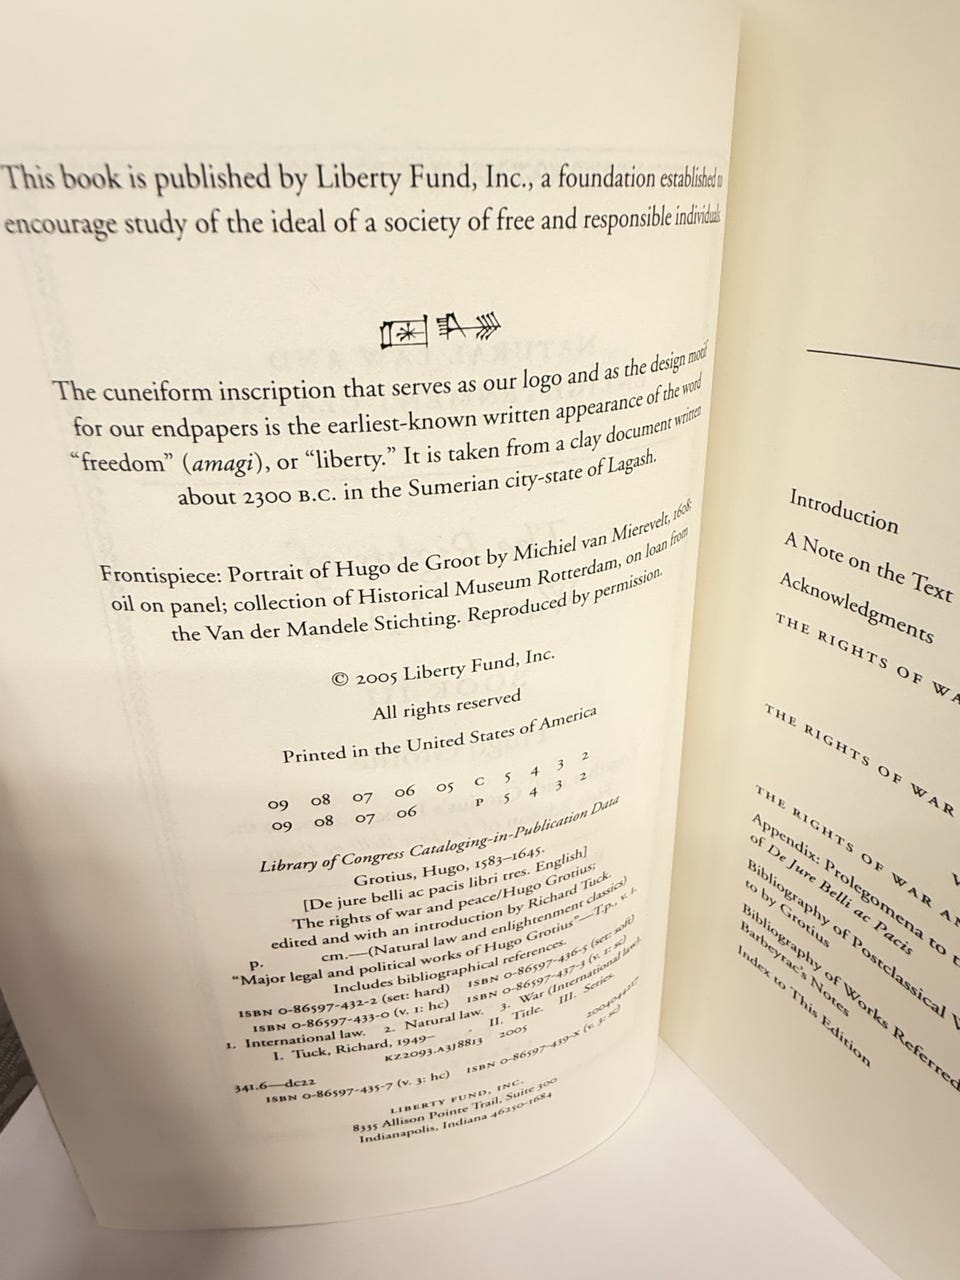 This book is published by Liberty Fund, Inc., a foundation established to
encourage study of the ideal of a society of free and responsible individuals.
The cuneiform inscription that serves as our logo and as the design motif
for our endpapers is the earliest-known written appearance of the word
“freedom” (amagi), or “liberty.” It is taken from a clay document written
about 2300 B.C. in the Sumerian city-state of Lagash.
Frontispiece: Portrait of Hugo de Groot by Michiel van Mierevelt, 1608;
oil on panel; collection of Historical Museum Rotterdam, on loan from
the Van der Mandele Stichting. Reproduced by permission.
© 2005 Liberty Fund, Inc.
All rights reserved
Printed in the United States of America
09 08 07 06 05 C 5 4 3 2
09 08 07 06 P 5 4 3 2
Library of Congress Cataloging-in-Publication Data
Grotius, Hugo, 1583–1645.
[De jure belli ac pacis libri tres. English]
The rights of war and peace/Hugo Grotius;
edited and with an introduction by Richard Tuck.
p. cm.—(Natural law and enlightenment classics)
“Major legal and political works of Hugo Grotius”—T.p., v. 1.
Includes bibliographical references.
ISBN 0-86597-432-2 (set: hard) ISBN 0-86597-436-5 (set: soft)
ISBN 0-86597-433-0 (v. 1: hc) ISBN 0-86597-437-3 (v. 1: sc)
1. International law. 2. Natural law. 3. War (International law).
I. Tuck, Richard, 1949– . II. Title. III. Series.
KZ2093.A3J8813 2005
341.6—dc22 2004044217
ISBN 0-86597-435-7 (v. 3: hc) ISBN 0-86597-439-X (v. 3: sc)
LIBERTY FUND, INC.
8335 Allison Pointe Trail, Suite 300
Indianapolis, Indiana 46250-1684
Introduction
A Note on the Text
Acknowledgments
THE RIGHTS OF WA
THE RIGHTS OF WAR
THE RIGHTS OF WAR AN
Appendix: Prolegomena to t
of De Jure Belli ac Pacis
Bibliography of Postclassical W
to by Grotius
Bibliography of Works Referred
Barbeyrac's Notes
Index to This Edition